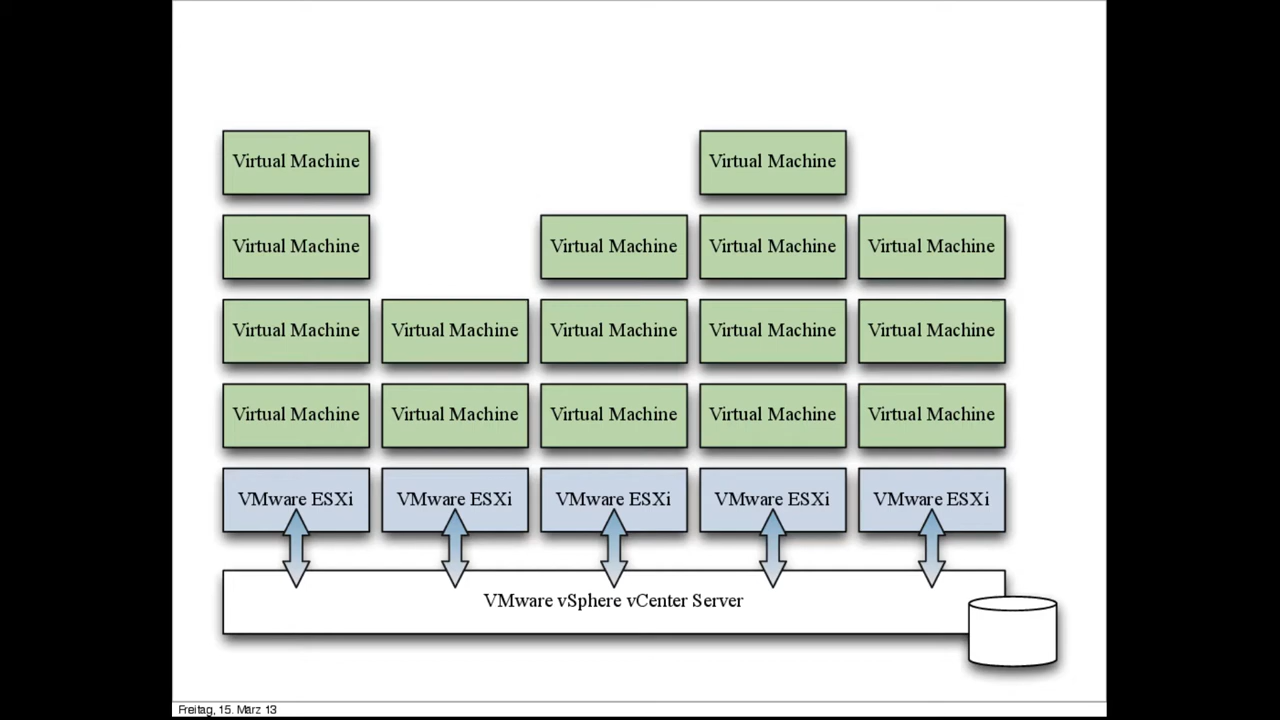 Virtual Machine Virtual Machine
Virtual Machine Virtual Machine Virtual Machine Virtual Machine
Virtual Machine Virtual Machine Virtual Machine Virtual Machine Virtual Machine
Virtual Machine Virtual Machine Virtual Machine Virtual Machine Virtual Machine
VMware ESXi VMware ESXi VMware ESXi VMware ESXi VMware ESXi
VMware vSphere vCenter Server
Freitag, 15. März 13